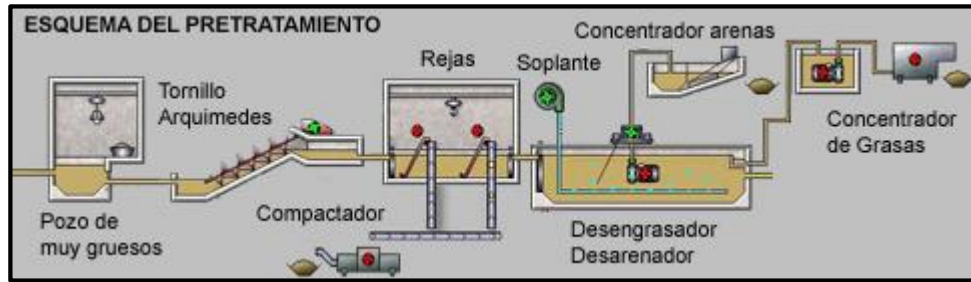 ESQUEMA DEL PRETRATAMIENTO
Concentrador arenas
Rejas
Soplante
Tornillo
Arquimedes
Concentrador
de Grasas
Compactador
Pozo de
muy gruesos
Desengrasador
Desarenador